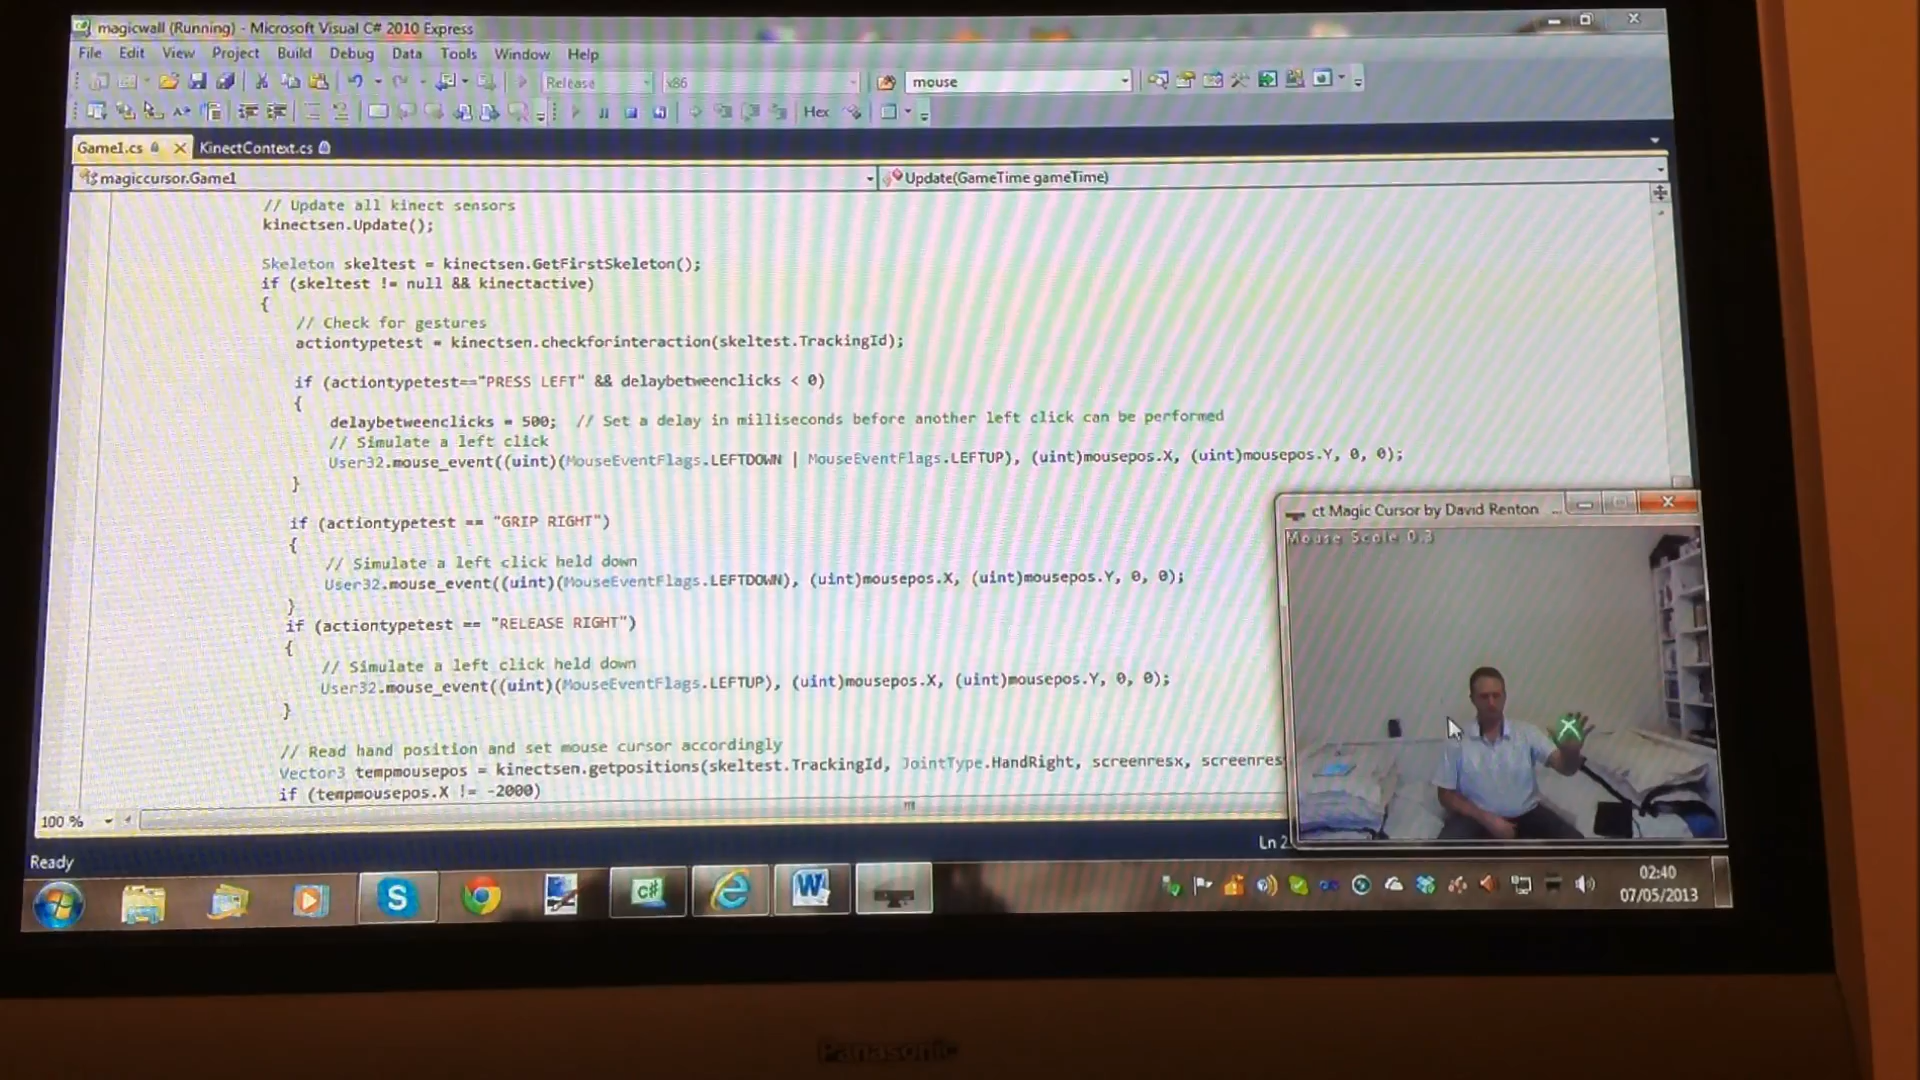 magicwall (Running) - Microsoft Visual C# 2010 Express
File Edit View Project Build Debug Data Tools Window Help
Release x86 mouse
Hex
Game1.cs KinectContext.cs
magiccursor.Game1 Update(GameTime gameTime)
// Update all kinect sensors
kinectsen.Update();
Skeleton skeltest = kinectsen.GetFirstSkeleton();
if (skeltest != null && kinectactive)
{
// Check for gestures
actiontypetest = kinectsen.checkforinteraction(skeltest.TrackingId);
if (actiontypetest=="PRESS LEFT" && delaybetweenclicks < 0)
{
delaybetweenclicks = 500; // Set a delay in milliseconds before another left click can be performed
// Simulate a left click
User32.mouse_event((uint)(MouseEventFlags.LEFTDOWN | MouseEventFlags.LEFTUP), (uint)mousepos.X, (uint)mousepos.Y, 0, 0);
}
if (actiontypetest == "GRIP RIGHT")
{
// Simulate a left click held down
User32.mouse_event((uint)(MouseEventFlags.LEFTDOWN), (uint)mousepos.X, (uint)mousepos.Y, 0, 0);
}
if (actiontypetest == "RELEASE RIGHT")
{
// Simulate a left click held down
User32.mouse_event((uint)(MouseEventFlags.LEFTUP), (uint)mousepos.X, (uint)mousepos.Y, 0, 0);
}
// Read hand position and set mouse cursor accordingly
Vector3 tempmousepos = kinectsen.getpositions(skeltest.TrackingId, JointType.HandRight, screenresx, screenres
if (tempmousepos.X != -2000)
100 %
Ln 2
Ready
ct Magic Cursor by David Renton ...
Mouse Scale 0.3
02:40
07/05/2013
Panasonic